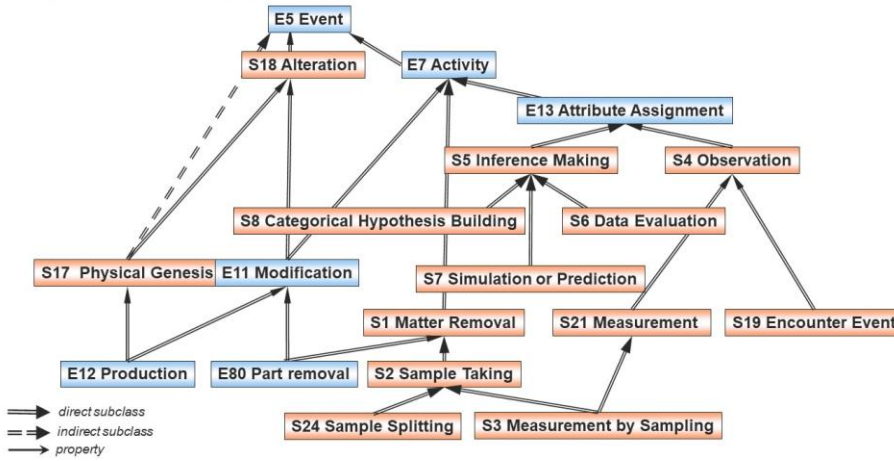 E5 Event
S18 Alteration
E7 Activity
E13 Attribute Assignment
S5 Inference Making
S4 Observation
S8 Categorical Hypothesis Building
S6 Data Evaluation
S17 Physical Genesis
E11 Modification
S7 Simulation or Prediction
S1 Matter Removal
S21 Measurement
S19 Encounter Event
E12 Production
E80 Part removal
S2 Sample Taking
S24 Sample Splitting
S3 Measurement by Sampling
direct subclass
indirect subclass
property